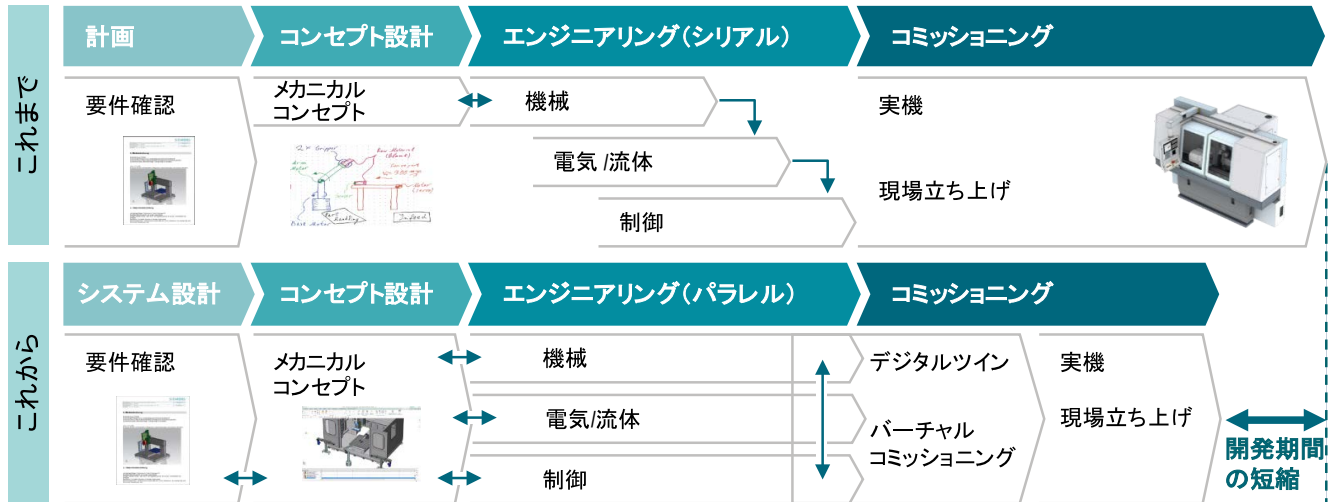 これまで
計画
コンセプト設計
エンジニアリング(シリアル)
コミッショニング
要件確認
メカニカル
コンセプト
機械
電気 /流体
制御
実機
現場立ち上げ
これから
システム設計
コンセプト設計
エンジニアリング(パラレル)
コミッショニング
要件確認
メカニカル
コンセプト
機械
電気/流体
制御
デジタルツイン
バーチャル
コミッショニング
実機
現場立ち上げ
開発期間
の短縮